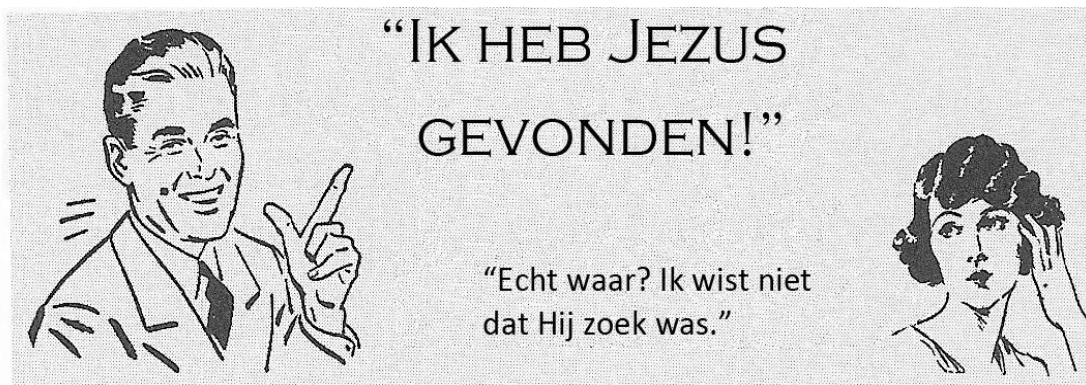 “IK HEB JEZUS
GEVONDEN!”
“Echt waar? Ik wist niet
dat Hij zoek was.”